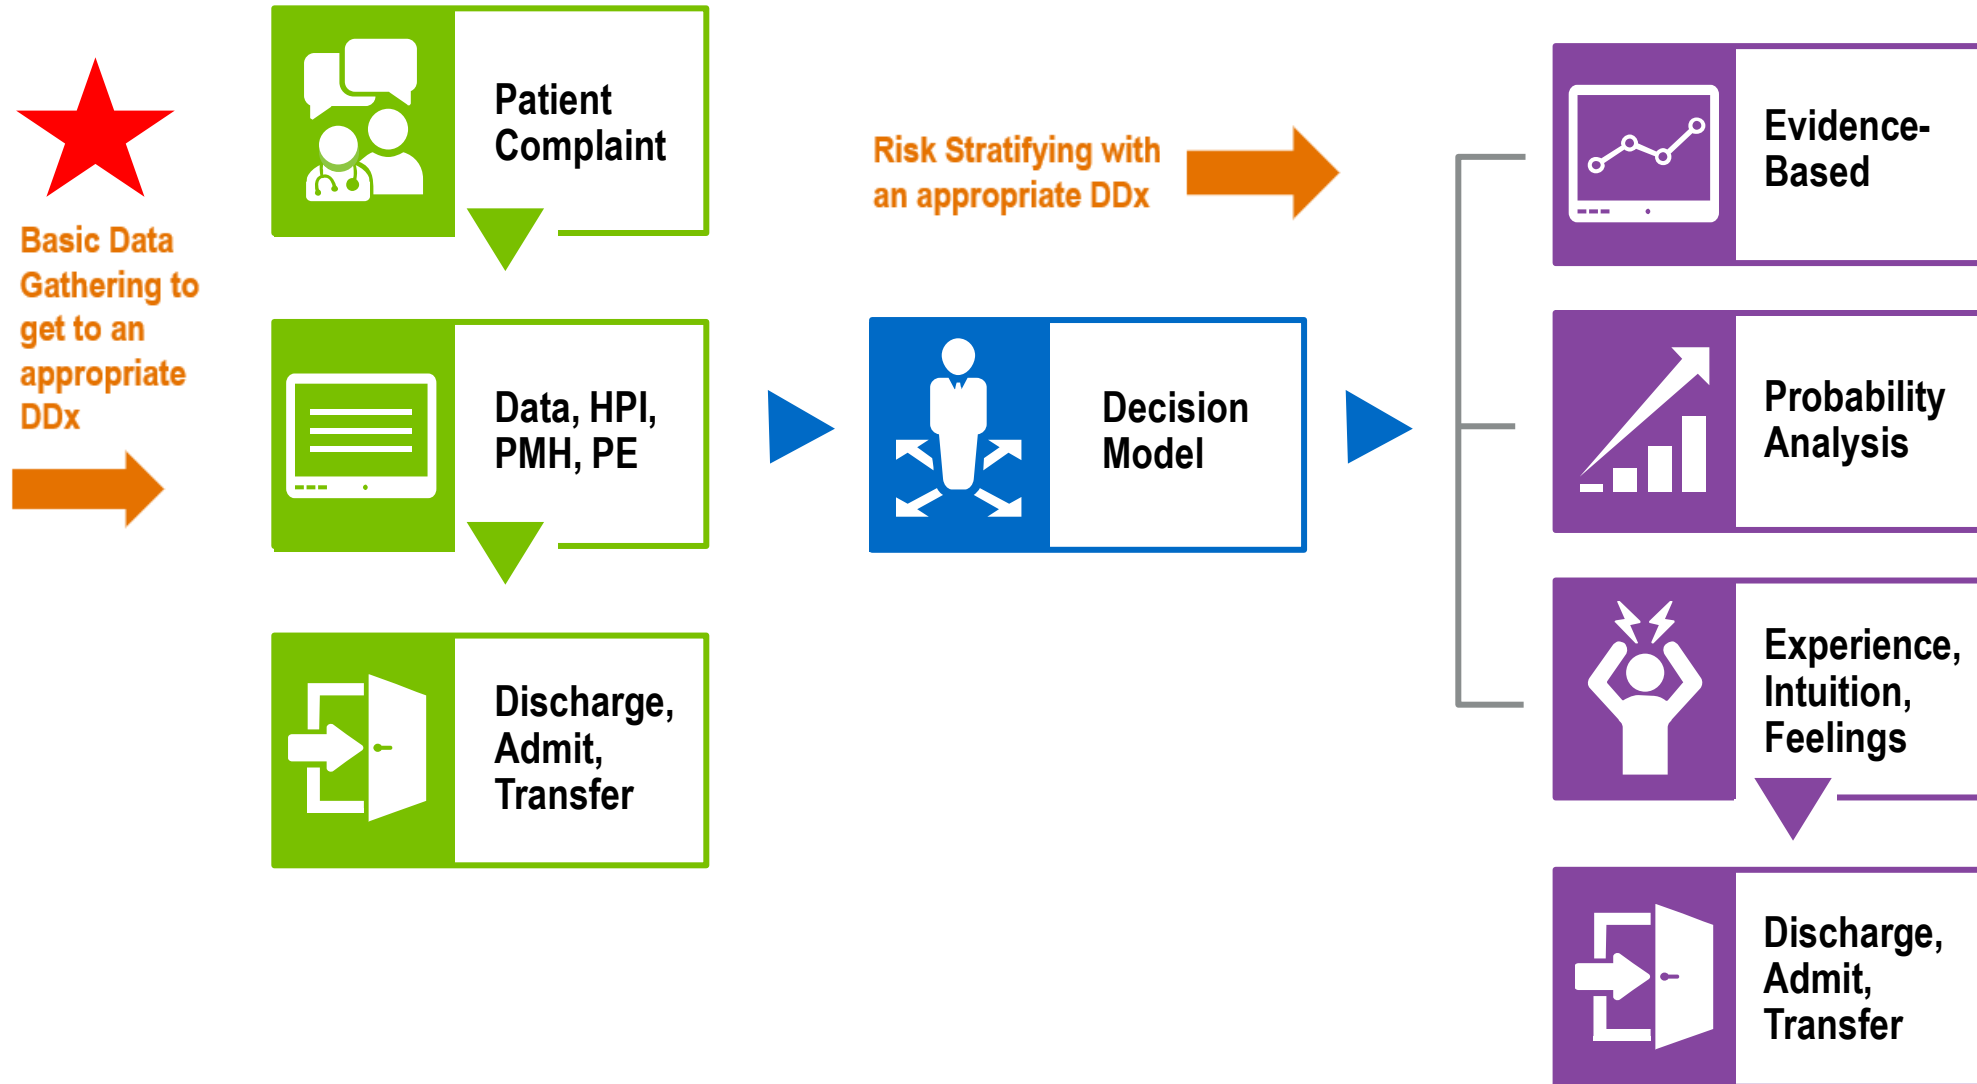 Basic Data
Gathering to
get to an
appropriate
DDx
Patient
Complaint
Data, HPI,
PMH, PE
Discharge,
Admit,
Transfer
Risk Stratifying with
an appropriate DDx
Decision
Model
Evidence-
Based
Probability
Analysis
Experience,
Intuition,
Feelings
Discharge,
Admit,
Transfer